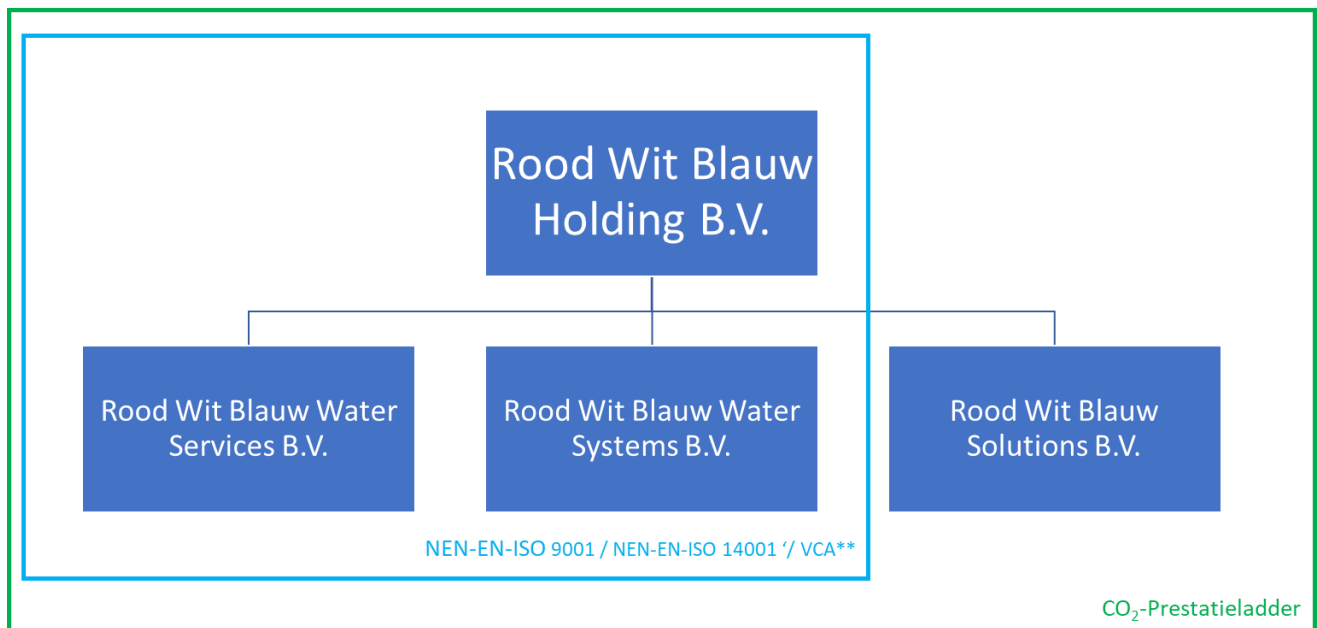 Rood Wit Blauw
Holding B.V.
Rood Wit Blauw Water
Services B.V.
Rood Wit Blauw Water
Systems B.V.
Rood Wit Blauw
Solutions B.V.
NEN-EN-ISO 9001 / NEN-EN-ISO 14001 ‘/ VCA**
CO₂-Prestatieladder